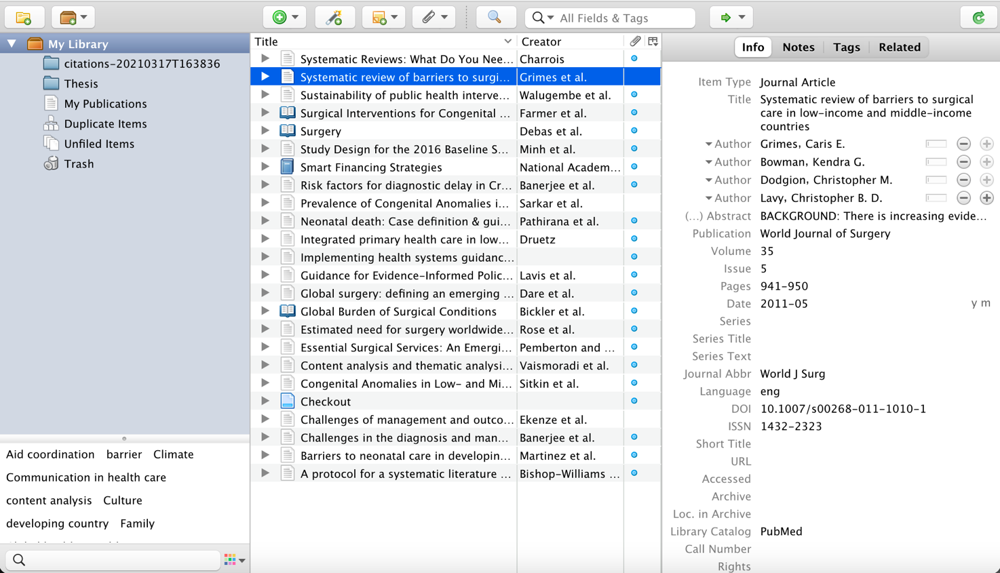 All Fields & Tags
My Library
citations-20210317T163836
Thesis
My Publications
Duplicate Items
Unfiled Items
Trash
Aid coordination barrier Climate
Communication in health care
content analysis Culture
developing country Family
Title Creator
Systematic Reviews: What Do You Nee... Charrois
Systematic review of barriers to surgi... Grimes et al.
Sustainability of public health interve... Walugembe et al.
Surgical Interventions for Congenital ... Farmer et al.
Surgery Debas et al.
Study Design for the 2016 Baseline S... Minh et al.
Smart Financing Strategies National Academ...
Risk factors for diagnostic delay in Cr... Banerjee et al.
Prevalence of Congenital Anomalies i... Sarkar et al.
Neonatal death: Case definition & gui... Pathirana et al.
Integrated primary health care in low... Druetz
Implementing health systems guidanc...
Guidance for Evidence-Informed Polic... Lavis et al.
Global surgery: defining an emerging ... Dare et al.
Global Burden of Surgical Conditions Bickler et al.
Estimated need for surgery worldwide... Rose et al.
Essential Surgical Services: An Emergi... Pemberton and ...
Content analysis and thematic analysi... Vaismoradi et al.
Congenital Anomalies in Low- and Mi... Sitkin et al.
Checkout
Challenges of management and outco... Ekenze et al.
Challenges in the diagnosis and man... Banerjee et al.
Barriers to neonatal care in developin... Martinez et al.
A protocol for a systematic literature ... Bishop-Williams ...
Info Notes Tags Related
Item Type Journal Article
Title Systematic review of barriers to surgical
care in low-income and middle-income
countries
Author Grimes, Caris E.
Author Bowman, Kendra G.
Author Dodgion, Christopher M.
Author Lavy, Christopher B. D.
(...) Abstract BACKGROUND: There is increasing evide...
Publication World Journal of Surgery
Volume 35
Issue 5
Pages 941-950
Date 2011-05 y m
Series
Series Title
Series Text
Journal Abbr World J Surg
Language eng
DOI 10.1007/s00268-011-1010-1
ISSN 1432-2323
Short Title
URL
Accessed
Archive
Loc. in Archive
Library Catalog PubMed
Call Number
Rights